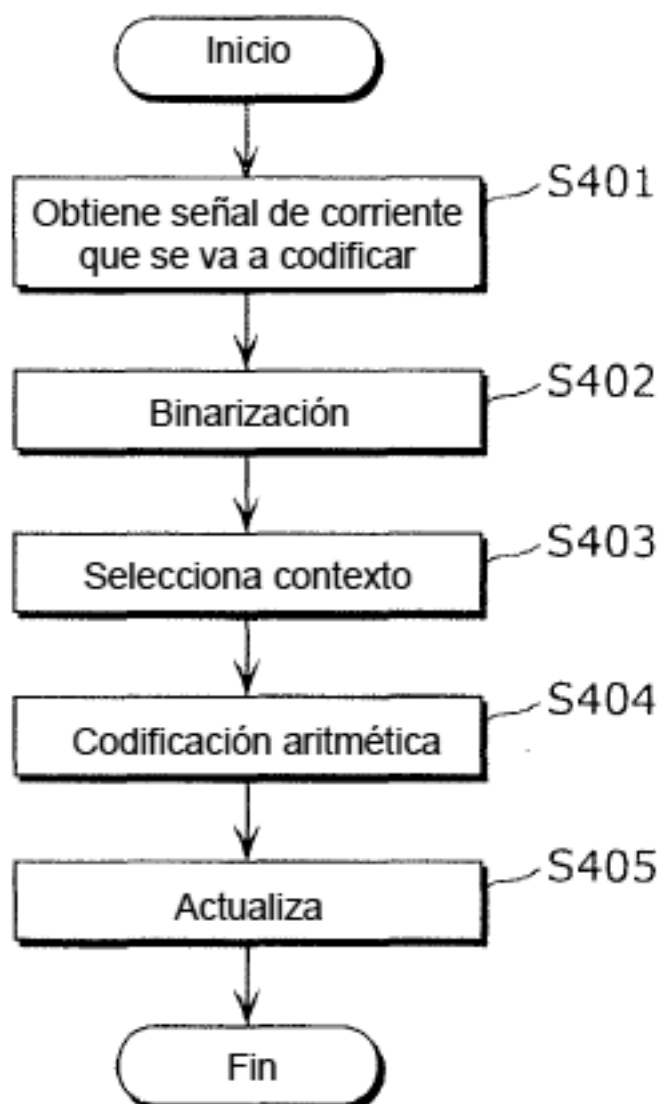 Inicio
S401
Obtiene señal de corriente
que se va a codificar
S402
Binarización
S403
Selecciona contexto
S404
Codificación aritmética
S405
Actualiza
Fin